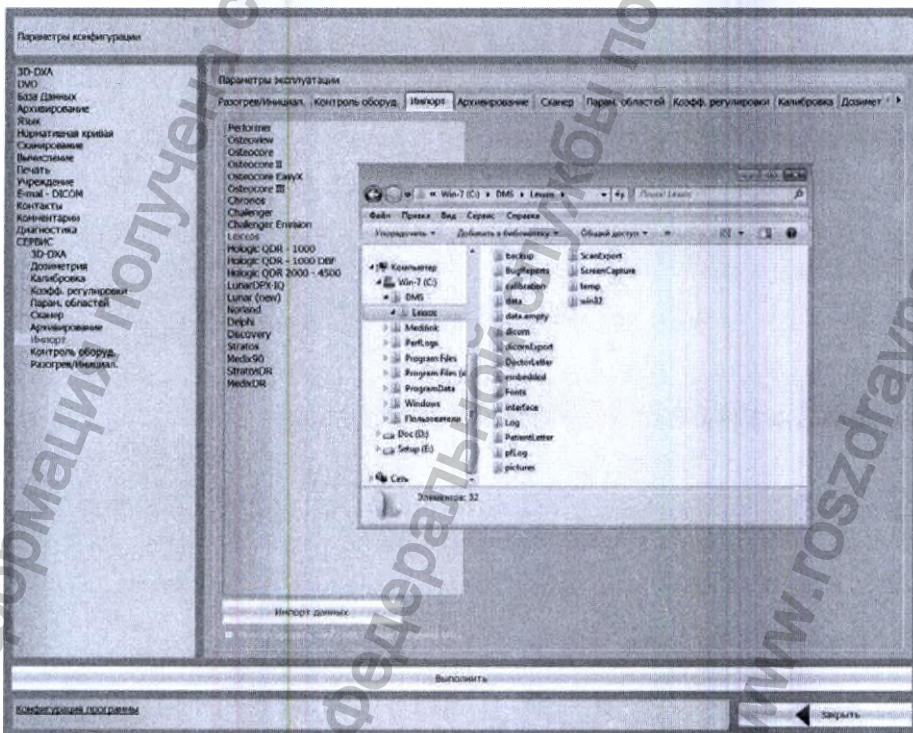 Параметры конфигурации
3D-DXA
DVO
База Данных
Архивирование
Язык
Нормативная кривая
Сканирование
Вычисление
Печать
Учреждение
E-mail - DICOM
Контакты
Комментарии
Диагностика
СЕРВИС
3D-DXA
Дозиметрия
Калибровка
Коэфф. регулировки
Парам. областей
Сканер
Архивирование
Импорт
Контроль оборуд.
Разогрев/Инициал.
Параметры эксплуатации
Разогрев/Инициал. Контроль оборуд. Импорт Архивирование Сканер Парам. областей Коэфф. регулировки Калибровка Дозимет
Performer
Osteoview
Osteocore
Osteocore II
Osteocore EasyX
Osteocore III
Chronos
Challenger
Challenger Envision
Lexxos
Hologic QDR - 1000
Hologic QDR - 1000 DBF
Hologic QDR 2000 - 4500
LunarDPX-IQ
Lunar (new)
Norland
Delphi
Discovery
Stratos
Medix90
StratosDR
MedixDR
« Win-7 (C:) ▸ DMS ▸ Lexxos ▸
Поиск: Lexxos
Файл Правка Вид Сервис Справка
Упорядочить Добавить в библиотеку Общий доступ »
Компьютер
Win-7 (C:)
DMS
Lexxos
Medilink
PerfLogs
Program Files
Program Files (x
ProgramData
Windows
Пользователи
Doc (D:)
Setup (E:)
Сеть
backup
BugReports
calibration
data
data.empty
dicom
dicomExport
DoctorLetter
embedded
Fonts
interface
Log
PatientLetter
pfLog
pictures
ScanExport
ScreenCapture
temp
win32
Элементов: 32
Импорт данных
Выполнить
Конфигурация программы
Закрыть
www.roszdravn